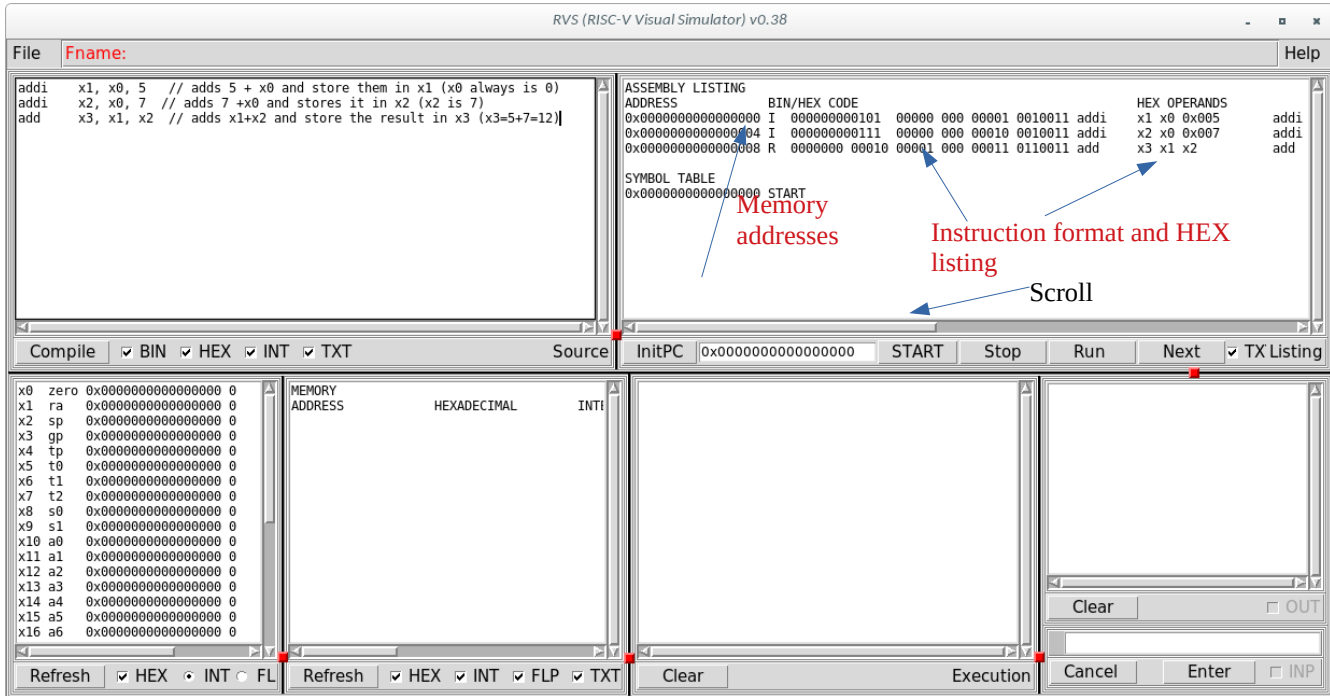 RVS (RISC-V Visual Simulator) v0.38
File Fname: Help
addi x1, x0, 5 // adds 5 + x0 and store them in x1 (x0 always is 0)
addi x2, x0, 7 // adds 7 +x0 and stores it in x2 (x2 is 7)
add x3, x1, x2 // adds x1+x2 and store the result in x3 (x3=5+7=12)
ASSEMBLY LISTING
ADDRESS BIN/HEX CODE HEX OPERANDS
0x0000000000000000 I 000000000101 00000 000 00001 0010011 addi x1 x0 0x005 addi
0x0000000000000004 I 000000000111 00000 000 00010 0010011 addi x2 x0 0x007 addi
0x0000000000000008 R 0000000 00010 00001 000 00011 0110011 add x3 x1 x2 add
SYMBOL TABLE
0x0000000000000000 START
Memory
addresses
Instruction format and HEX
listing
Scroll
Compile BIN HEX INT TXT Source
InitPC 0x0000000000000000 START Stop Run Next TX Listing
x0 zero 0x0000000000000000 0
x1 ra 0x0000000000000000 0
x2 sp 0x0000000000000000 0
x3 gp 0x0000000000000000 0
x4 tp 0x0000000000000000 0
x5 t0 0x0000000000000000 0
x6 t1 0x0000000000000000 0
x7 t2 0x0000000000000000 0
x8 s0 0x0000000000000000 0
x9 s1 0x0000000000000000 0
x10 a0 0x0000000000000000 0
x11 a1 0x0000000000000000 0
x12 a2 0x0000000000000000 0
x13 a3 0x0000000000000000 0
x14 a4 0x0000000000000000 0
x15 a5 0x0000000000000000 0
x16 a6 0x0000000000000000 0
Refresh HEX INT FL
MEMORY
ADDRESS HEXADECIMAL INTE
Refresh HEX INT FLP TXT
Clear Execution
Clear OUT
Cancel Enter INP